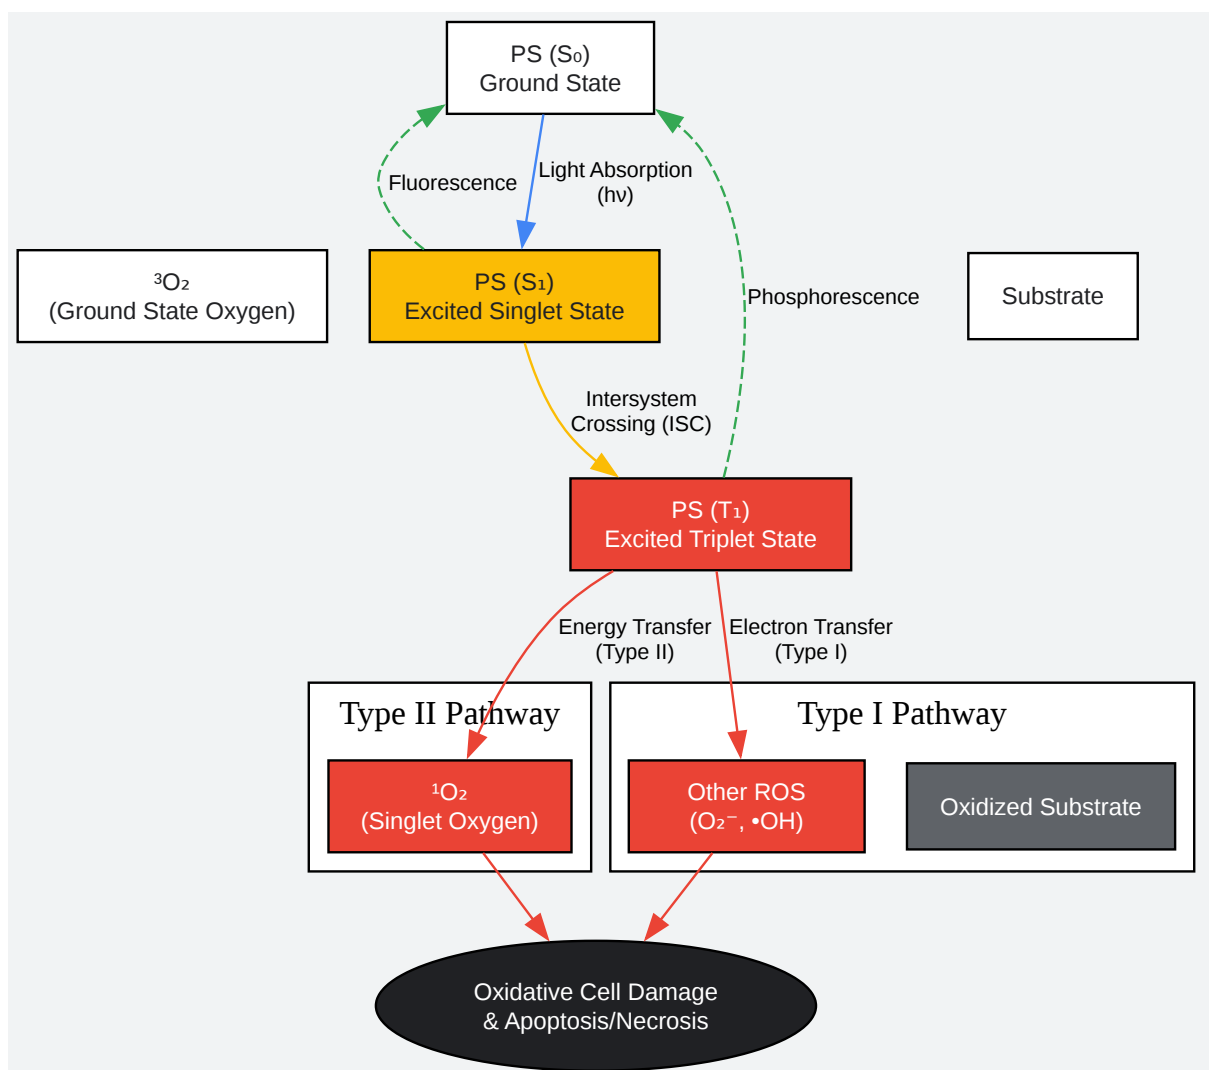 PS (S₀)
Ground State
Fluorescence
Light Absorption
(hν)
³O₂
(Ground State Oxygen)
PS (S₁)
Excited Singlet State
Phosphorescence
Substrate
Intersystem
Crossing (ISC)
PS (T₁)
Excited Triplet State
Energy Transfer
(Type II)
Electron Transfer
(Type I)
Type II Pathway
Type I Pathway
¹O₂
(Singlet Oxygen)
Other ROS
(O₂⁻, •OH)
Oxidized Substrate
Oxidative Cell Damage
& Apoptosis/Necrosis